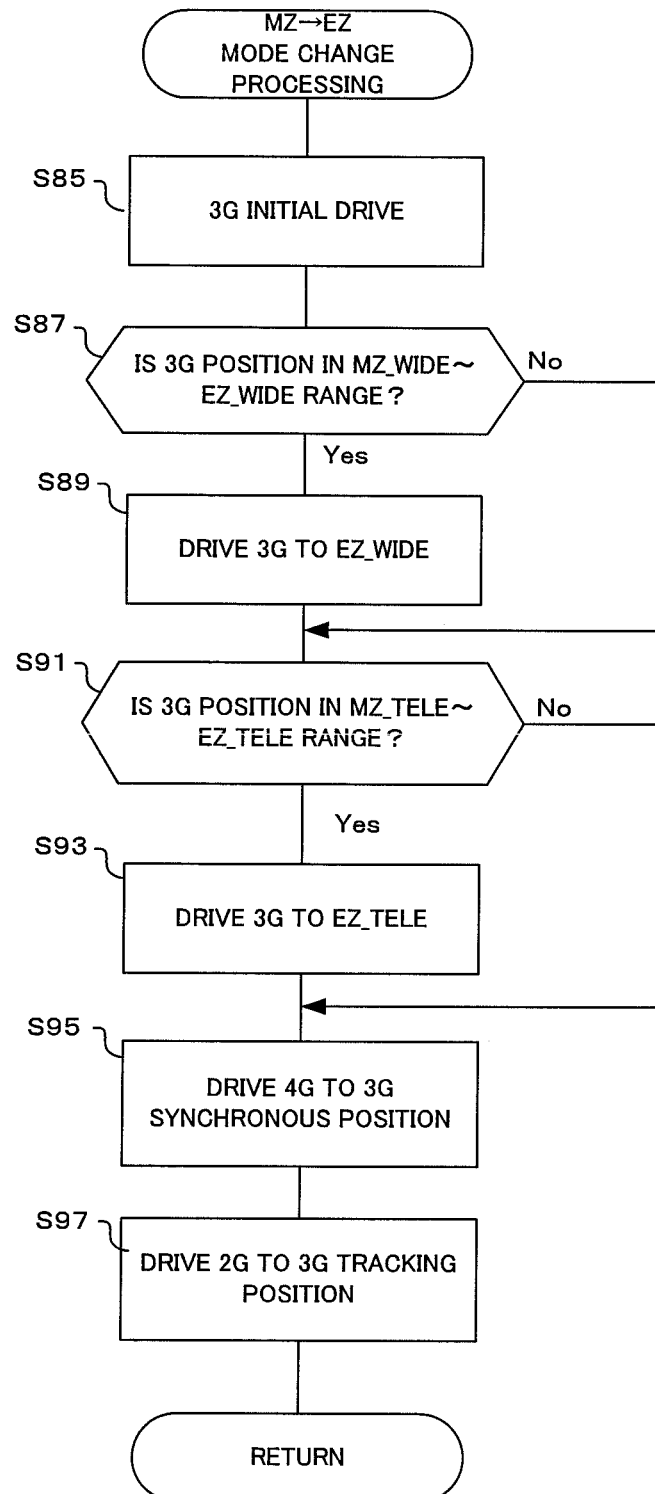 MZ→EZ
MODE CHANGE
PROCESSING
S85
3G INITIAL DRIVE
S87
IS 3G POSITION IN MZ_WIDE～
EZ_WIDE RANGE?
No
Yes
S89
DRIVE 3G TO EZ_WIDE
S91
IS 3G POSITION IN MZ_TELE～
EZ_TELE RANGE?
No
Yes
S93
DRIVE 3G TO EZ_TELE
S95
DRIVE 4G TO 3G
SYNCHRONOUS POSITION
S97
DRIVE 2G TO 3G TRACKING
POSITION
RETURN